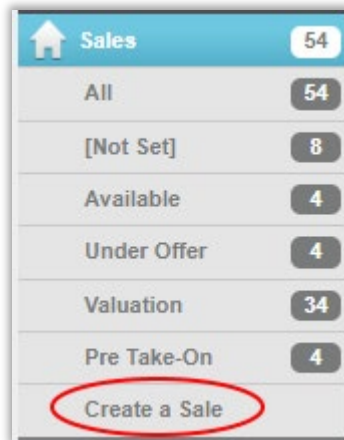 Sales 54
All 54
[Not Set] 8
Available 4
Under Offer 4
Valuation 34
Pre Take-On 4
Create a Sale